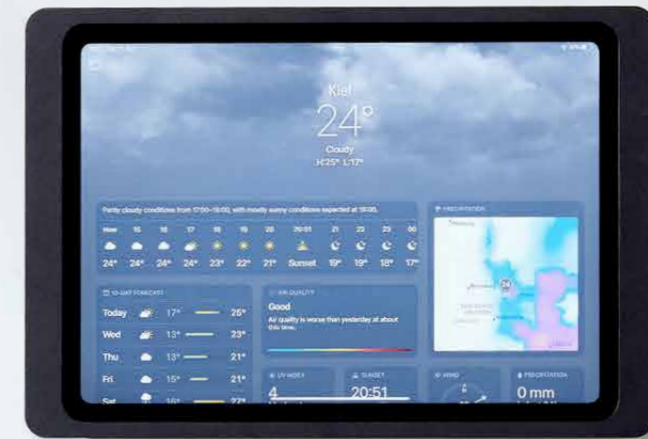 Kiel
24°
Cloudy
H:25° L:17°
Partly cloudy conditions from 17:00–18:00, with mostly sunny conditions expected at 18:00.
Now 15 16 17 18 19 20 20:51 21 22 23 00
24° 24° 24° 24° 23° 22° 21° Sunset 19° 19° 18° 17°
PRECIPITATION
24
10-DAY FORECAST
Today 17° 25°
Wed 13° 23°
Thu 13° 21°
Fri 15° 21°
Sat 16° 22°
AIR QUALITY
Good
Air quality is worse than yesterday at about
this time.
UV INDEX
4
SUNSET
20:51
WIND
PRECIPITATION
0 mm